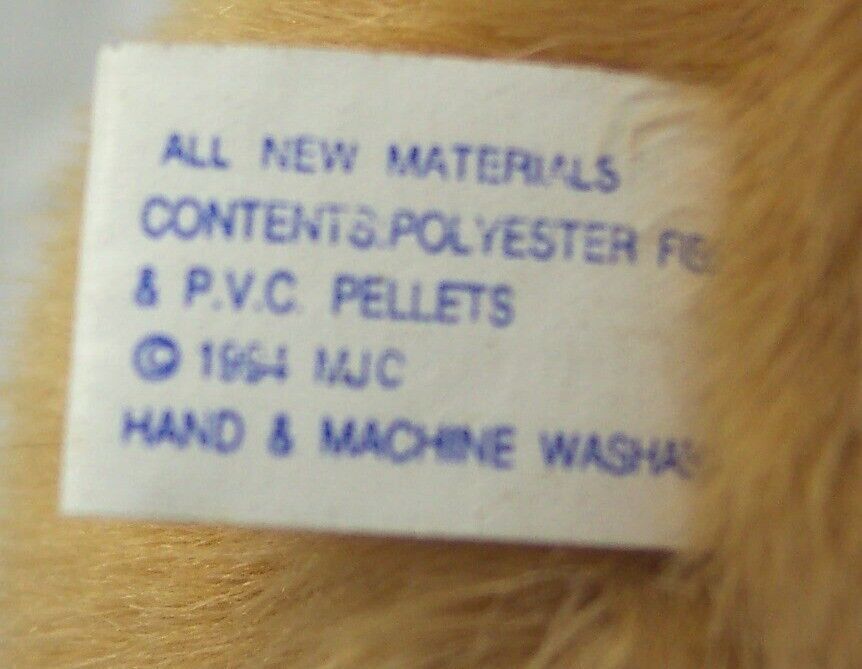 ALL NEW MATERIALS
CONTENTS:POLYESTER
& P.V.C. PELLETS
© 1994 MJC
HAND & MACHINE